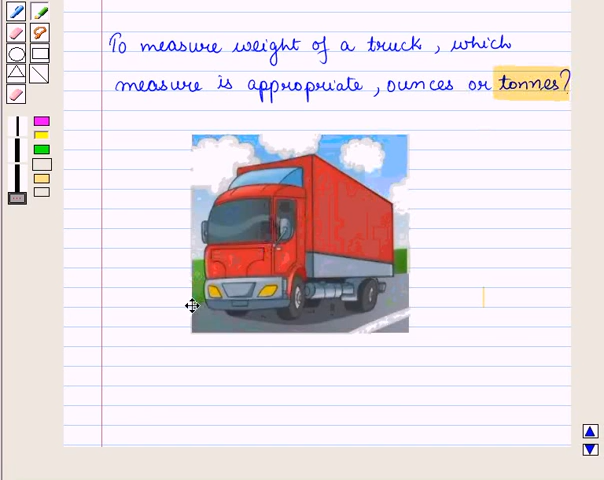 To measure weight of a truck, which
measure is appropriate, ounces or tonnes?